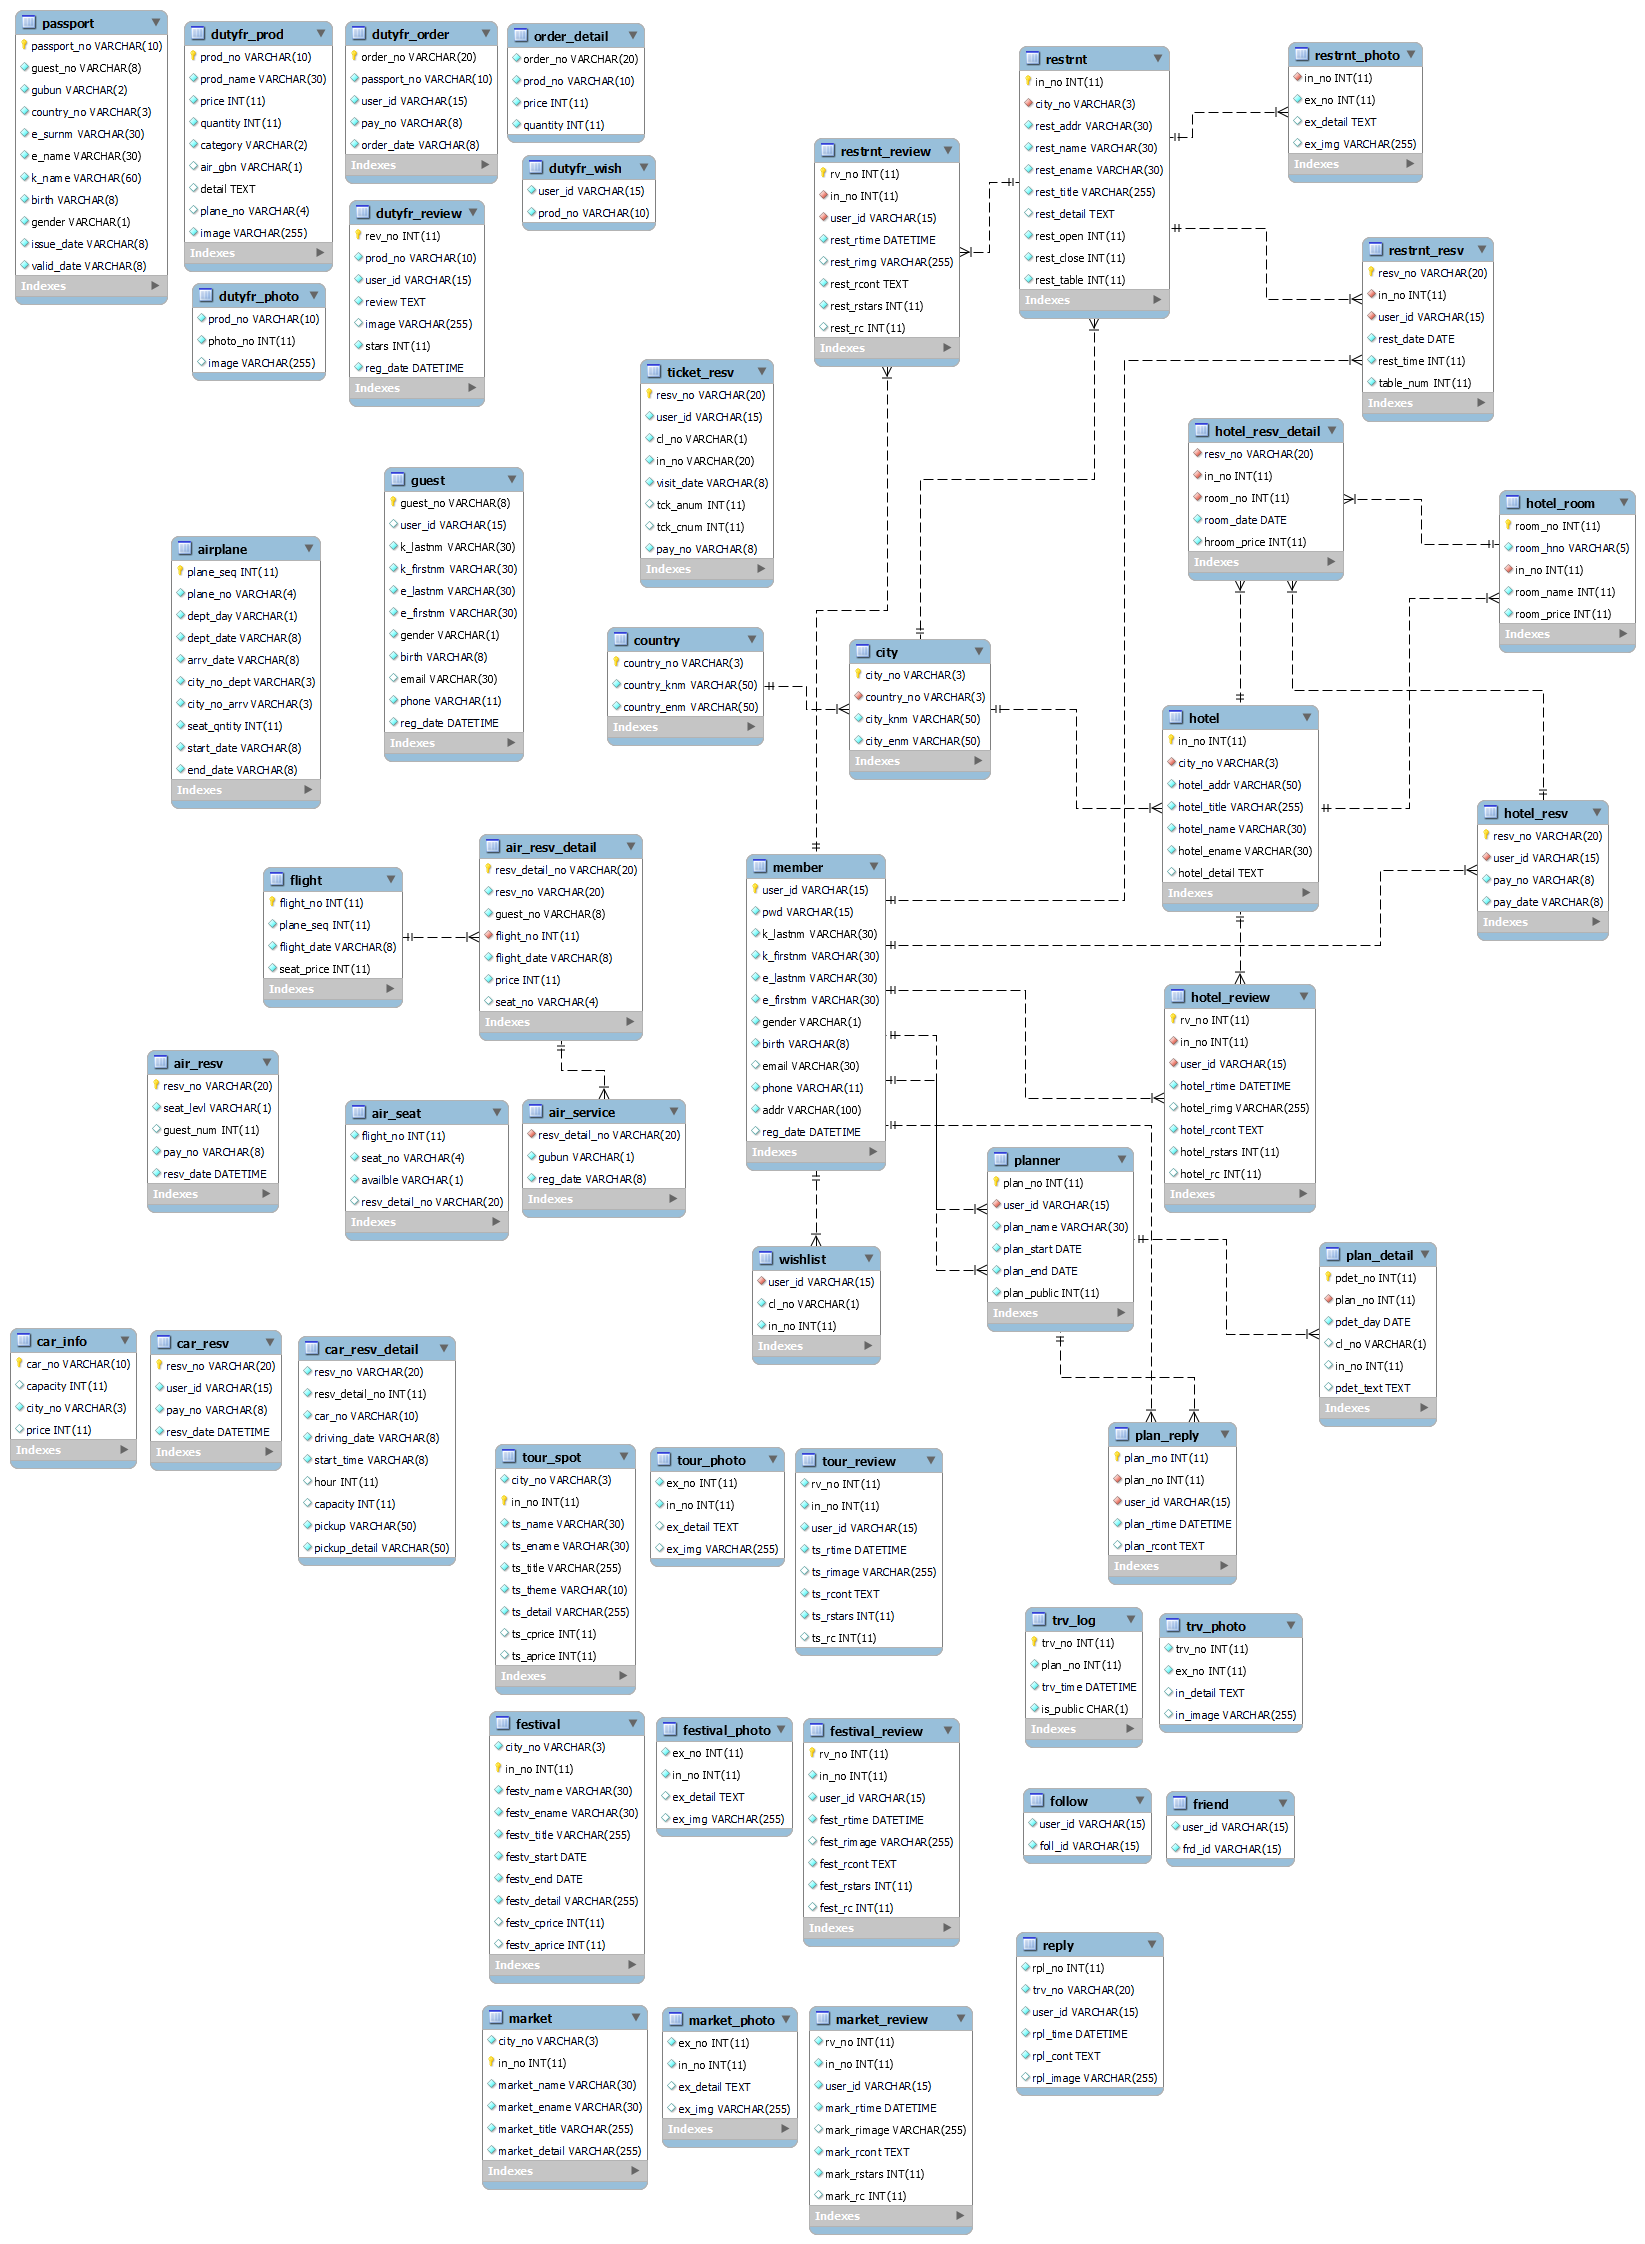 passport
passport_no VARCHAR(10)
guest_no VARCHAR(8)
gubun VARCHAR(2)
country_no VARCHAR(3)
e_surnm VARCHAR(30)
e_name VARCHAR(30)
k_name VARCHAR(60)
birth VARCHAR(8)
gender VARCHAR(1)
issue_date VARCHAR(8)
valid_date VARCHAR(8)
Indexes
dutyfr_prod
prod_no VARCHAR(10)
prod_name VARCHAR(30)
price INT(11)
quantity INT(11)
category VARCHAR(2)
air_gbn VARCHAR(1)
detail TEXT
plane_no VARCHAR(4)
image VARCHAR(255)
Indexes
dutyfr_order
order_no VARCHAR(20)
passport_no VARCHAR(10)
user_id VARCHAR(15)
pay_no VARCHAR(8)
order_date VARCHAR(8)
Indexes
order_detail
order_no VARCHAR(20)
prod_no VARCHAR(10)
price INT(11)
quantity INT(11)
dutyfr_wish
user_id VARCHAR(15)
prod_no VARCHAR(10)
dutyfr_review
rev_no INT(11)
prod_no VARCHAR(10)
user_id VARCHAR(15)
review TEXT
image VARCHAR(255)
stars INT(11)
reg_date DATETIME
Indexes
dutyfr_photo
prod_no VARCHAR(10)
photo_no INT(11)
image VARCHAR(255)
restrnt
in_no INT(11)
city_no VARCHAR(3)
rest_addr VARCHAR(30)
rest_name VARCHAR(30)
rest_ename VARCHAR(30)
rest_title VARCHAR(255)
rest_detail TEXT
rest_open INT(11)
rest_close INT(11)
rest_table INT(11)
Indexes
restrnt_photo
in_no INT(11)
ex_no INT(11)
ex_detail TEXT
ex_img VARCHAR(255)
Indexes
restrnt_review
rv_no INT(11)
in_no INT(11)
user_id VARCHAR(15)
rest_rtime DATETIME
rest_rimg VARCHAR(255)
rest_rcont TEXT
rest_rstars INT(11)
rest_rc INT(11)
Indexes
restrnt_resv
resv_no VARCHAR(20)
in_no INT(11)
user_id VARCHAR(15)
rest_date DATE
rest_time INT(11)
table_num INT(11)
Indexes
ticket_resv
resv_no VARCHAR(20)
user_id VARCHAR(15)
cl_no VARCHAR(1)
in_no VARCHAR(20)
visit_date VARCHAR(8)
tck_anum INT(11)
tck_cnum INT(11)
pay_no VARCHAR(8)
Indexes
hotel_resv_detail
resv_no VARCHAR(20)
in_no INT(11)
room_no INT(11)
room_date DATE
hroom_price INT(11)
Indexes
hotel_room
room_no INT(11)
room_hno VARCHAR(5)
in_no INT(11)
room_name INT(11)
room_price INT(11)
Indexes
guest
guest_no VARCHAR(8)
user_id VARCHAR(15)
k_lastnm VARCHAR(30)
k_firstnm VARCHAR(30)
e_lastnm VARCHAR(30)
e_firstnm VARCHAR(30)
gender VARCHAR(1)
birth VARCHAR(8)
email VARCHAR(30)
phone VARCHAR(11)
reg_date DATETIME
Indexes
airplane
plane_seq INT(11)
plane_no VARCHAR(4)
dept_day VARCHAR(1)
dept_date VARCHAR(8)
arrv_date VARCHAR(8)
city_no_dept VARCHAR(3)
city_no_arrv VARCHAR(3)
seat_qntity INT(11)
start_date VARCHAR(8)
end_date VARCHAR(8)
Indexes
country
country_no VARCHAR(3)
country_knm VARCHAR(50)
country_enm VARCHAR(50)
Indexes
city
city_no VARCHAR(3)
country_no VARCHAR(3)
city_knm VARCHAR(50)
city_enm VARCHAR(50)
Indexes
hotel
in_no INT(11)
city_no VARCHAR(3)
hotel_addr VARCHAR(50)
hotel_title VARCHAR(255)
hotel_name VARCHAR(30)
hotel_ename VARCHAR(30)
hotel_detail TEXT
Indexes
hotel_resv
resv_no VARCHAR(20)
user_id VARCHAR(15)
pay_no VARCHAR(8)
pay_date VARCHAR(8)
Indexes
flight
flight_no INT(11)
plane_seq INT(11)
flight_date VARCHAR(8)
seat_price INT(11)
Indexes
air_resv_detail
resv_detail_no VARCHAR(20)
resv_no VARCHAR(20)
guest_no VARCHAR(8)
flight_no INT(11)
flight_date VARCHAR(8)
price INT(11)
seat_no VARCHAR(4)
Indexes
member
user_id VARCHAR(15)
pwd VARCHAR(15)
k_lastnm VARCHAR(30)
k_firstnm VARCHAR(30)
e_lastnm VARCHAR(30)
e_firstnm VARCHAR(30)
gender VARCHAR(1)
birth VARCHAR(8)
email VARCHAR(30)
phone VARCHAR(11)
addr VARCHAR(100)
reg_date DATETIME
Indexes
hotel_review
rv_no INT(11)
in_no INT(11)
user_id VARCHAR(15)
hotel_rtime DATETIME
hotel_rimg VARCHAR(255)
hotel_rcont TEXT
hotel_rstars INT(11)
hotel_rc INT(11)
Indexes
air_resv
resv_no VARCHAR(20)
seat_levl VARCHAR(1)
guest_num INT(11)
pay_no VARCHAR(8)
resv_date DATETIME
Indexes
air_seat
flight_no INT(11)
seat_no VARCHAR(4)
availble VARCHAR(1)
resv_detail_no VARCHAR(20)
Indexes
air_service
resv_detail_no VARCHAR(20)
gubun VARCHAR(1)
reg_date VARCHAR(8)
Indexes
planner
plan_no INT(11)
user_id VARCHAR(15)
plan_name VARCHAR(30)
plan_start DATE
plan_end DATE
plan_public INT(11)
Indexes
wishlist
user_id VARCHAR(15)
cl_no VARCHAR(1)
in_no INT(11)
Indexes
plan_detail
pdet_no INT(11)
plan_no INT(11)
pdet_day DATE
cl_no VARCHAR(1)
in_no INT(11)
pdet_text TEXT
Indexes
car_info
car_no VARCHAR(10)
capacity INT(11)
city_no VARCHAR(3)
price INT(11)
Indexes
car_resv
resv_no VARCHAR(20)
user_id VARCHAR(15)
pay_no VARCHAR(8)
resv_date DATETIME
Indexes
car_resv_detail
resv_no VARCHAR(20)
resv_detail_no INT(11)
car_no VARCHAR(10)
driving_date VARCHAR(8)
start_time VARCHAR(8)
hour INT(11)
capacity INT(11)
pickup VARCHAR(50)
pickup_detail VARCHAR(50)
plan_reply
plan_rno INT(11)
plan_no INT(11)
user_id VARCHAR(15)
plan_rtime DATETIME
plan_rcont TEXT
Indexes
tour_spot
city_no VARCHAR(3)
in_no INT(11)
ts_name VARCHAR(30)
ts_ename VARCHAR(30)
ts_title VARCHAR(255)
ts_theme VARCHAR(10)
ts_detail VARCHAR(255)
ts_cprice INT(11)
ts_aprice INT(11)
Indexes
tour_photo
ex_no INT(11)
in_no INT(11)
ex_detail TEXT
ex_img VARCHAR(255)
tour_review
rv_no INT(11)
in_no INT(11)
user_id VARCHAR(15)
ts_rtime DATETIME
ts_rimage VARCHAR(255)
ts_rcont TEXT
ts_rstars INT(11)
ts_rc INT(11)
trv_log
trv_no INT(11)
plan_no INT(11)
trv_time DATETIME
is_public CHAR(1)
Indexes
trv_photo
trv_no INT(11)
ex_no INT(11)
in_detail TEXT
in_image VARCHAR(255)
festival
city_no VARCHAR(3)
in_no INT(11)
festv_name VARCHAR(30)
festv_ename VARCHAR(30)
festv_title VARCHAR(255)
festv_start DATE
festv_end DATE
festv_detail VARCHAR(255)
festv_cprice INT(11)
festv_aprice INT(11)
Indexes
festival_photo
ex_no INT(11)
in_no INT(11)
ex_detail TEXT
ex_img VARCHAR(255)
festival_review
rv_no INT(11)
in_no INT(11)
user_id VARCHAR(15)
fest_rtime DATETIME
fest_rimage VARCHAR(255)
fest_rcont TEXT
fest_rstars INT(11)
fest_rc INT(11)
Indexes
follow
user_id VARCHAR(15)
foll_id VARCHAR(15)
friend
user_id VARCHAR(15)
frd_id VARCHAR(15)
reply
rpl_no INT(11)
trv_no VARCHAR(20)
user_id VARCHAR(15)
rpl_time DATETIME
rpl_cont TEXT
rpl_image VARCHAR(255)
market
city_no VARCHAR(3)
in_no INT(11)
market_name VARCHAR(30)
market_ename VARCHAR(30)
market_title VARCHAR(255)
market_detail VARCHAR(255)
Indexes
market_photo
ex_no INT(11)
in_no INT(11)
ex_detail TEXT
ex_img VARCHAR(255)
Indexes
market_review
rv_no INT(11)
in_no INT(11)
user_id VARCHAR(15)
mark_rtime DATETIME
mark_rimage VARCHAR(255)
mark_rcont TEXT
mark_rstars INT(11)
mark_rc INT(11)
Indexes